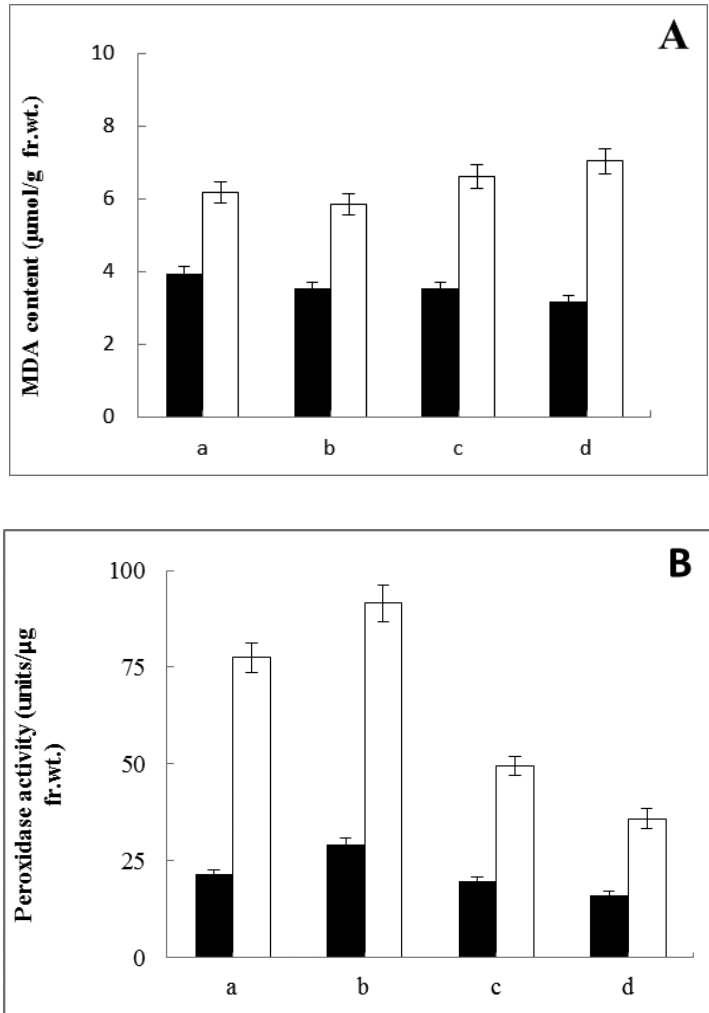 A
MDA content (µmol/g fr.wt.)
10
8
6
4
2
0
a b c d
B
Peroxidase activity (units/µg
fr.wt.)
100
75
50
25
0
a b c d